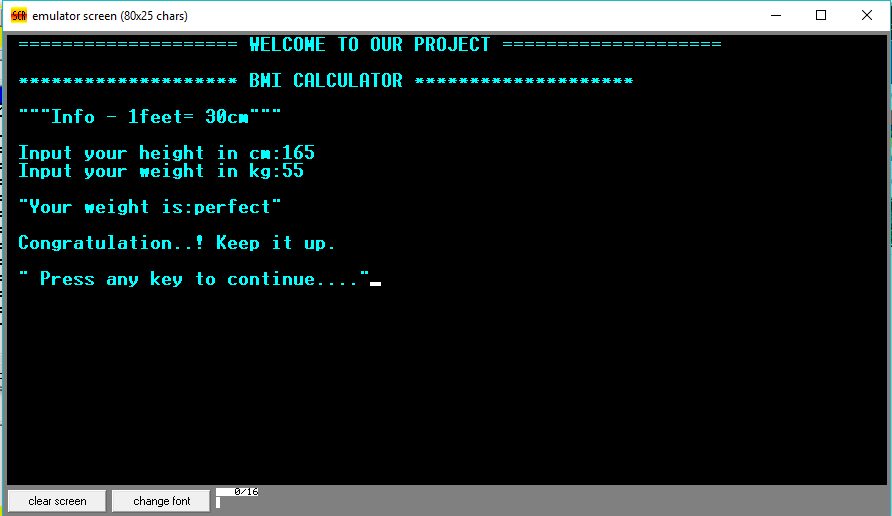 SCR emulator screen (80x25 chars)
==================== WELCOME TO OUR PROJECT ====================
******************** BMI CALCULATOR ********************
"""Info - 1feet= 30cm"""
Input your height in cm:165
Input your weight in kg:55
"Your weight is:perfect"
Congratulation..! Keep it up.
" Press any key to continue...."
clear screen change font 0/16